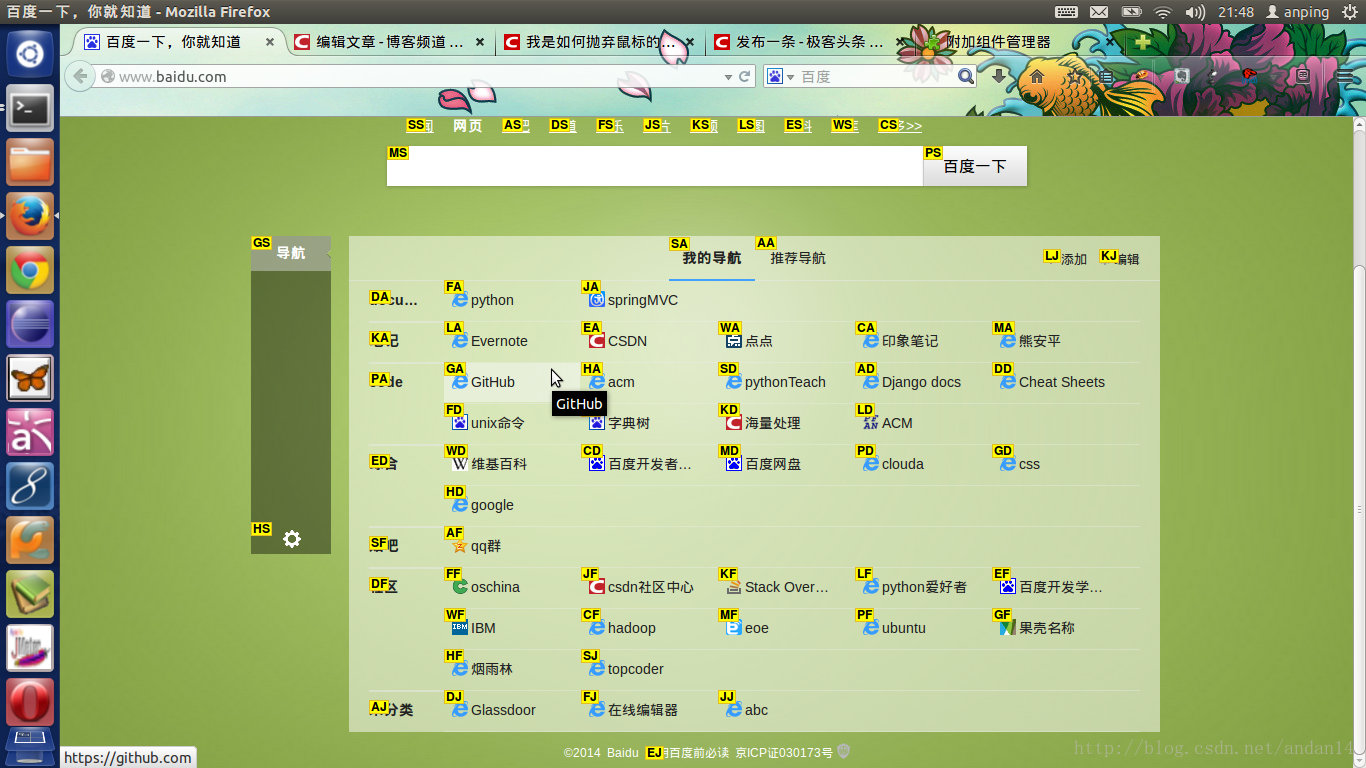 百度一下，你就知道 - Mozilla Firefox 21:48 anping
百度一下，你就知道 × 编辑文章 - 博客频道 ... × 我是如何抛弃鼠标的... × 发布一条 - 极客头条 ... × 附加组件管理器 ×
www.baidu.com 百度
SS 网页 AS DS FS JS KS LS ES WS CS >>
MS PS 百度一下
GS 导航 SA 我的导航 AA 推荐导航 LJ 添加 KJ 编辑
DA cu... FA python JA springMVC
KA 记 LA Evernote EA CSDN WA 点点 CA 印象笔记 MA 熊安平
PA de GA GitHub HA acm SD pythonTeach AD Django docs DD Cheat Sheets
GitHub
FD unix命令 字典树 KD 海量处理 LD ACM
ED 合 WD 维基百科 CD 百度开发者... MD 百度网盘 PD clouda GD css
HD google
HS
SF 吧 AF qq群
DF 区 FF oschina JF csdn社区中心 KF Stack Over... LF python爱好者 EF 百度开发学...
WF IBM CF hadoop MF eoe PF ubuntu GF 果壳名称
HF 烟雨林 SJ topcoder
AJ 分类 DJ Glassdoor FJ 在线编辑器 JJ abc
©2014 Baidu EJ 百度前必读 京ICP证030173号
https://github.com
http://blog.csdn.net/andan14